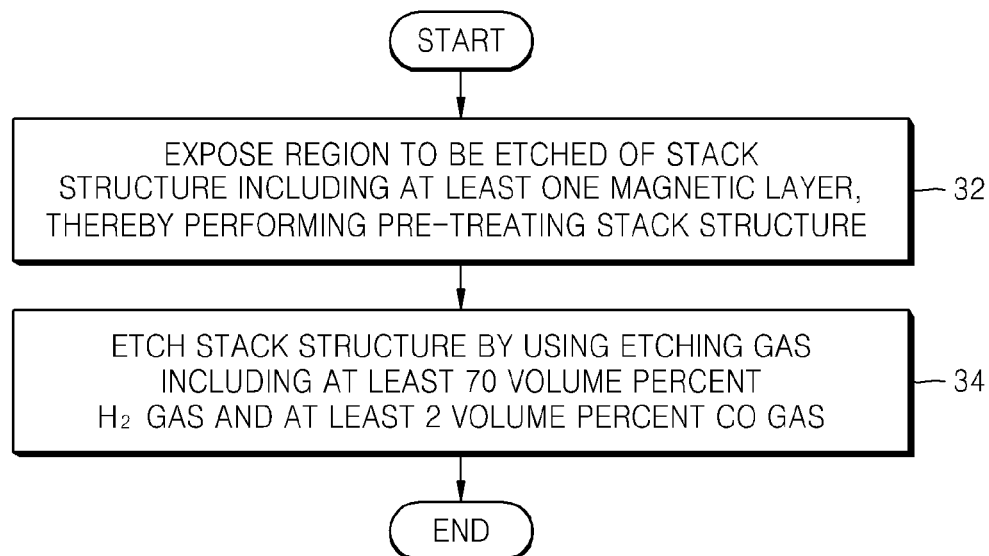 START
EXPOSE REGION TO BE ETCHED OF STACK
STRUCTURE INCLUDING AT LEAST ONE MAGNETIC LAYER,
THEREBY PERFORMING PRE-TREATING STACK STRUCTURE
32
ETCH STACK STRUCTURE BY USING ETCHING GAS
INCLUDING AT LEAST 70 VOLUME PERCENT
H₂ GAS AND AT LEAST 2 VOLUME PERCENT CO GAS
34
END